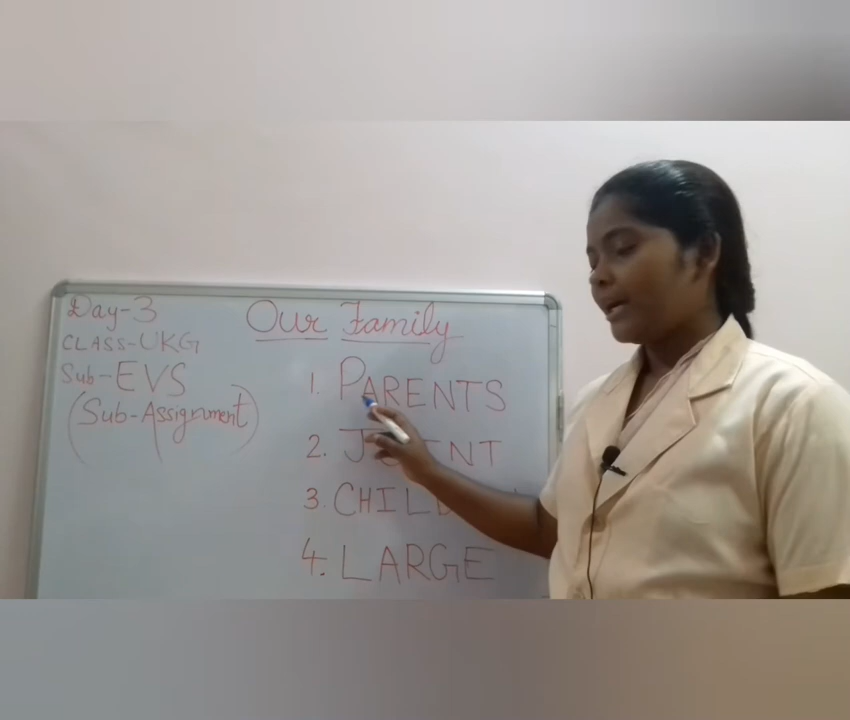 Day-3
CLASS-UKG
Sub-EVS
(Sub-Assignment)
Our Family
1. PARENTS
2.
3.
4. LARGE